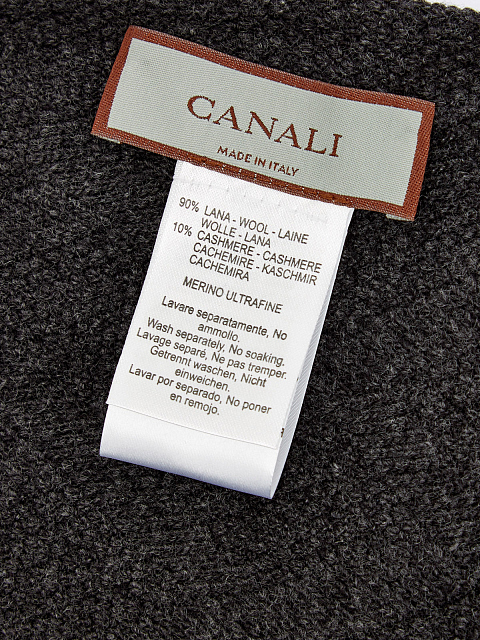 CANALI
MADE IN ITALY
90% LANA - WOOL - LAINE
WOLLE - LANA
10% CASHMERE - CASHMERE
CACHEMIRE - KASCHMIR
CACHEMIRA
MERINO ULTRAFINE
Lavare separatamente, No
ammollo.
Wash separately, No soaking.
Lavage separé, Ne pas tremper.
Getrennt waschen, Nicht
einweichen.
Lavar por separado, No poner
en remojo.